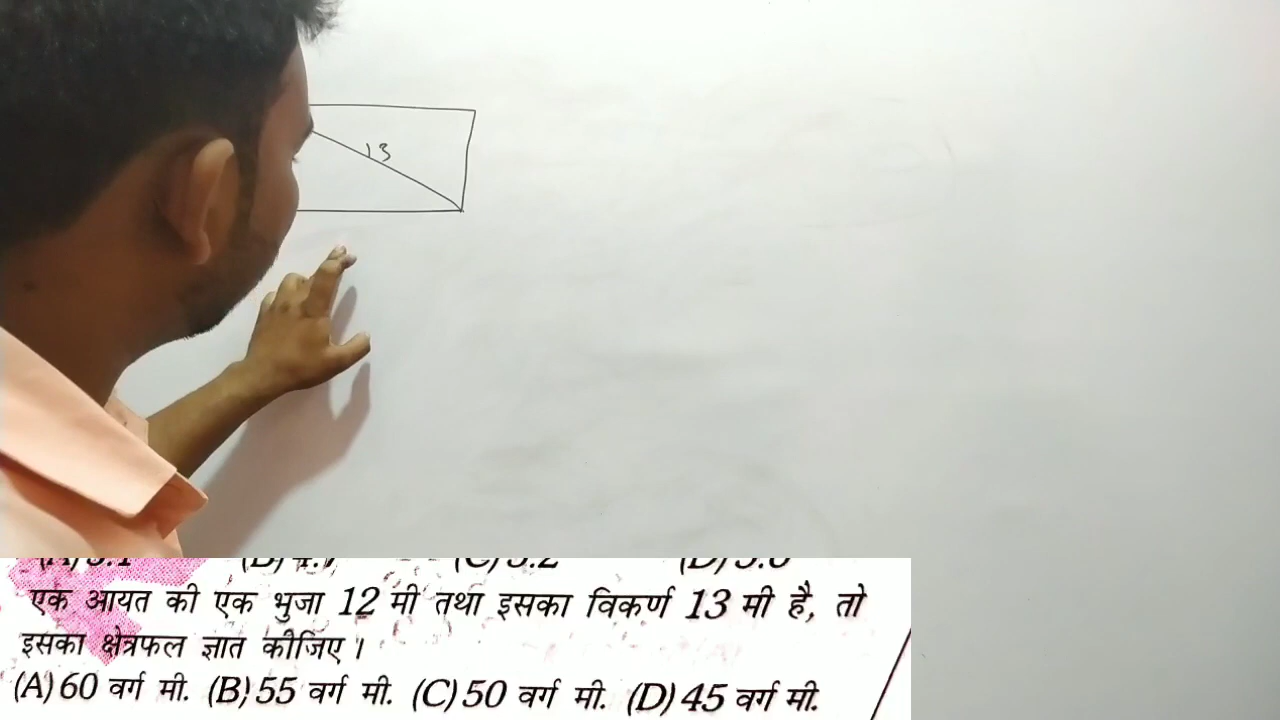 13
एक आयत की एक भुजा 12 मी तथा इसका विकर्ण 13 मी है, तो
इसका क्षेत्रफल ज्ञात कीजिए।
(A) 60 वर्ग मी. (B) 55 वर्ग मी. (C) 50 वर्ग मी. (D) 45 वर्ग मी.